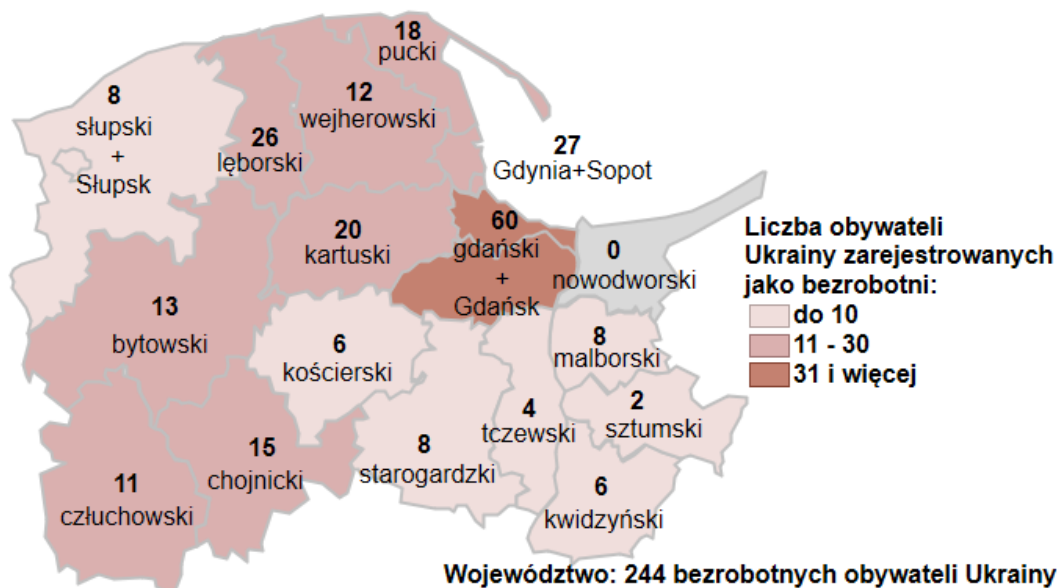 18
pucki
8
słupski
+
Słupsk
12
wejherowski
26
lęborski
27
Gdynia+Sopot
20
kartuski
60
gdański
+
Gdańsk
0
nowodworski
13
bytowski
6
kościerski
8
malborski
2
sztumski
4
tczewski
8
starogardzki
15
chojnicki
11
człuchowski
6
kwidzyński
Liczba obywateli
Ukrainy zarejestrowanych
jako bezrobotni:
do 10
11 - 30
31 i więcej
Województwo: 244 bezrobotnych obywateli Ukrainy